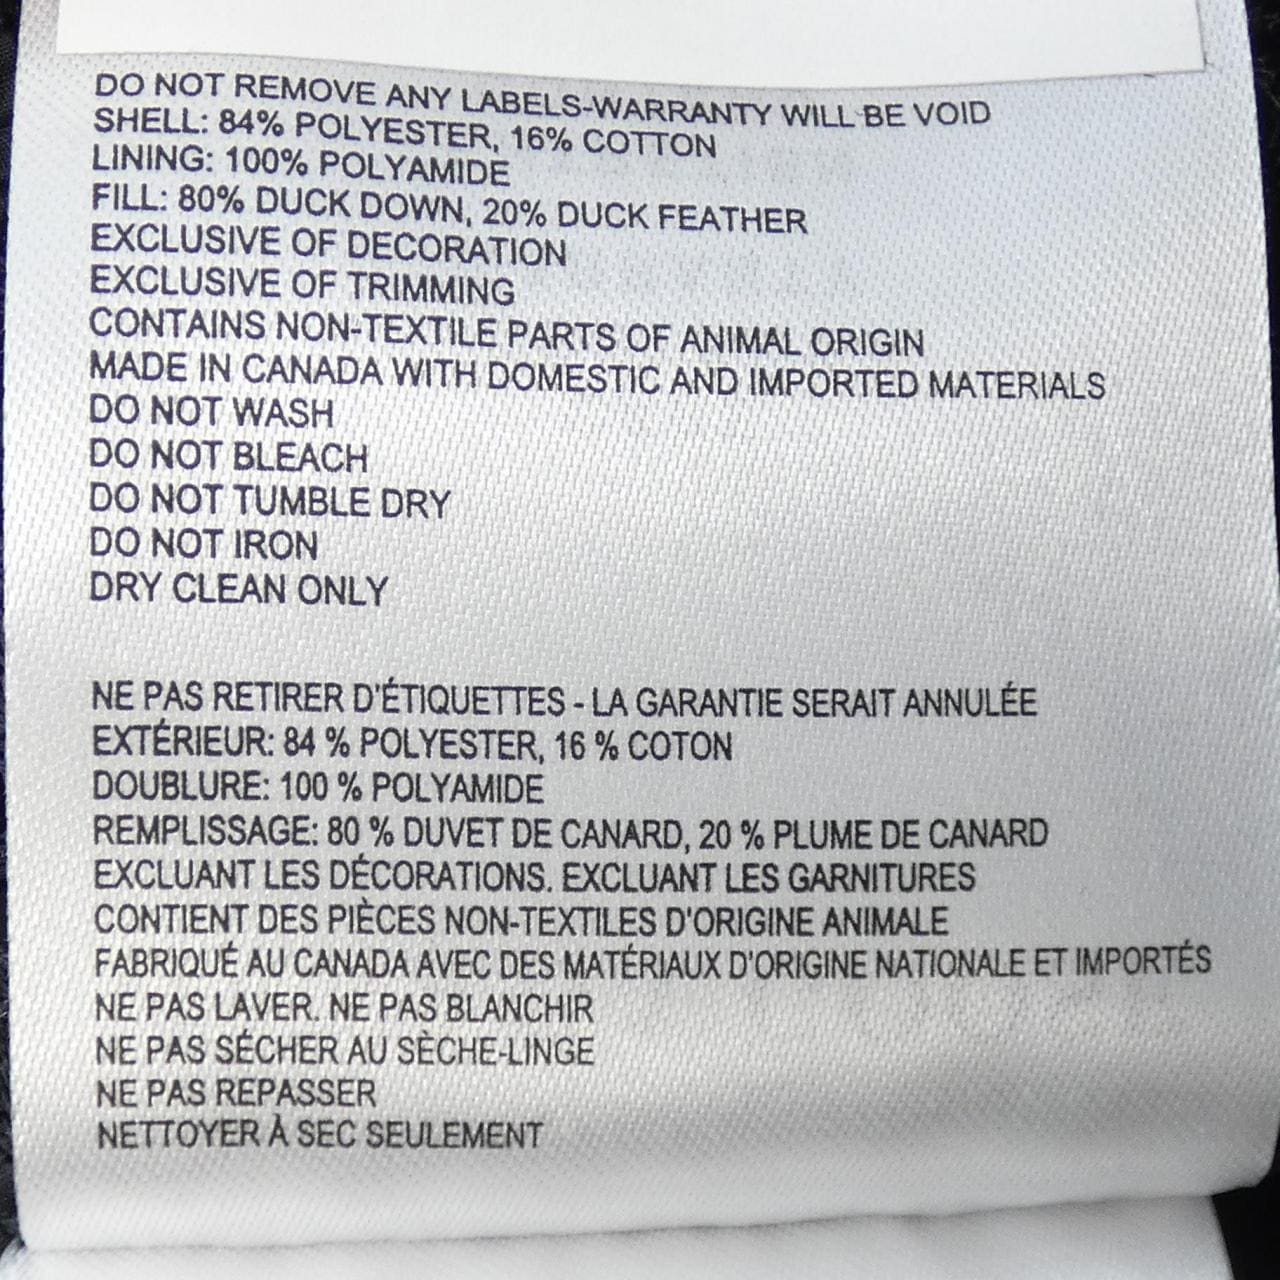 DO NOT REMOVE ANY LABELS-WARRANTY WILL BE VOID
SHELL: 84% POLYESTER, 16% COTTON
LINING: 100% POLYAMIDE
FILL: 80% DUCK DOWN, 20% DUCK FEATHER
EXCLUSIVE OF DECORATION
EXCLUSIVE OF TRIMMING
CONTAINS NON-TEXTILE PARTS OF ANIMAL ORIGIN
MADE IN CANADA WITH DOMESTIC AND IMPORTED MATERIALS
DO NOT WASH
DO NOT BLEACH
DO NOT TUMBLE DRY
DO NOT IRON
DRY CLEAN ONLY
NE PAS RETIRER D'ÉTIQUETTES - LA GARANTIE SERAIT ANNULÉE
EXTÉRIEUR: 84 % POLYESTER, 16 % COTON
DOUBLURE: 100 % POLYAMIDE
REMPLISSAGE: 80 % DUVET DE CANARD, 20 % PLUME DE CANARD
EXCLUANT LES DÉCORATIONS. EXCLUANT LES GARNITURES
CONTIENT DES PIÈCES NON-TEXTILES D'ORIGINE ANIMALE
FABRIQUÉ AU CANADA AVEC DES MATÉRIAUX D'ORIGINE NATIONALE ET IMPORTÉS
NE PAS LAVER. NE PAS BLANCHIR
NE PAS SÉCHER AU SÈCHE-LINGE
NE PAS REPASSER
NETTOYER À SEC SEULEMENT